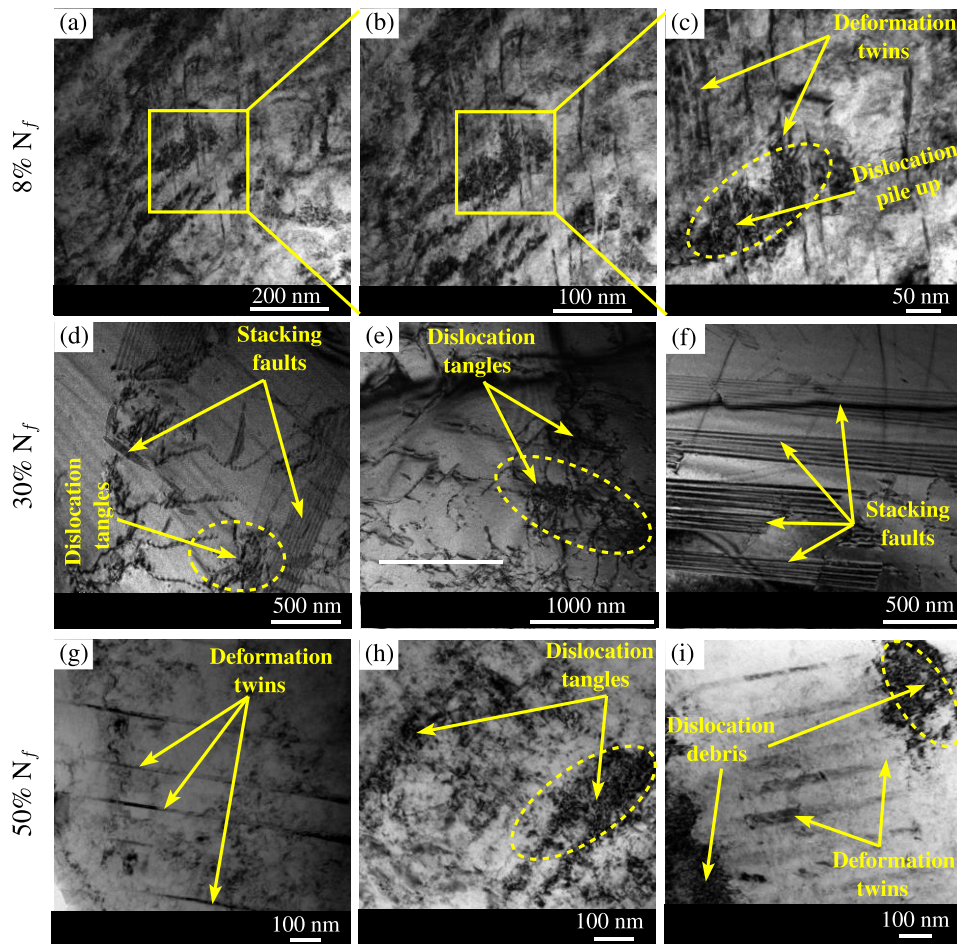 (a)
(b)
(c)
Deformation
twins
Dislocation
pile up
8% N_f
200 nm
100 nm
50 nm
(d)
Stacking
faults
Dislocation
tangles
(e)
Dislocation
tangles
(f)
Stacking
faults
30% N_f
500 nm
1000 nm
500 nm
(g)
Deformation
twins
(h)
Dislocation
tangles
(i)
Dislocation
debris
Deformation
twins
50% N_f
100 nm
100 nm
100 nm